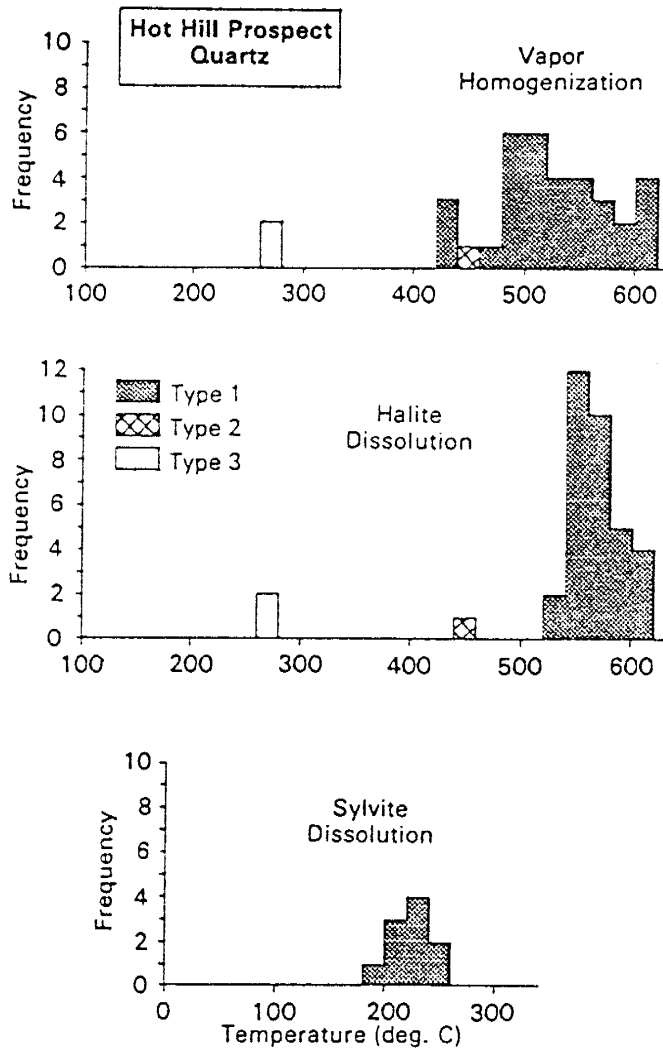 Hot Hill Prospect
Quartz
Vapor
Homogenization
Frequency
10
8
6
4
2
0
100 200 300 400 500 600
Type 1
Type 2
Type 3
Halite
Dissolution
Frequency
12
10
8
6
4
2
0
100 200 300 400 500 600
Sylvite
Dissolution
Frequency
10
8
6
4
2
0
0 100 200 300
Temperature (deg. C)